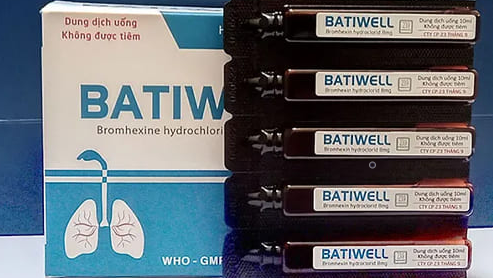 Dung dịch uống
Không được tiêm
H
BATIW
Bromhexine hydrochlori
WHO - GMP
BATIWELL
Bromhexin hydroclorid 8mg
Dung dịch uống 10ml
Không được tiêm
CTY CP 23 THÁNG 9
BATIWELL
Bromhexin hydroclorid 8mg
Dung dịch uống 10ml
Không được tiêm
CTY CP 23 THÁNG 9
BATIWELL
Bromhexin hydroclorid 8mg
Dung dịch uống 10ml
Không được tiêm
CTY CP 23 THÁNG 9
BATIWELL
Bromhexin hydroclorid 8mg
Dung dịch uống 10ml
Không được tiêm
CTY CP 23 THÁNG 9
BATIWELL
Bromhexin hydroclorid 8mg
Dung dịch uống 10ml
Không được tiêm
CTY CP 23 THÁNG 9